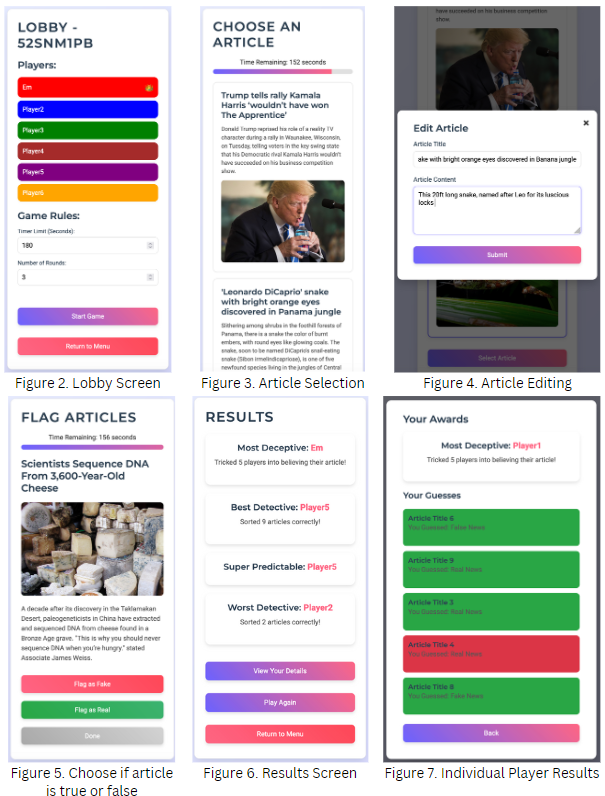 LOBBY -
52SNM1PB
Players:
Em
Player2
Player3
Player4
Player5
Player6
Game Rules:
Timer Limit (Seconds):
180
Number of Rounds:
3
Start Game
Return to Menu
Figure 2. Lobby Screen
CHOOSE AN
ARTICLE
Time Remaining: 152 seconds
Trump tells rally Kamala
Harris ‘wouldn’t have won
The Apprentice’
Donald Trump reprised his role of a reality TV
character during a rally in Waunakee, Wisconsin,
on Tuesday, telling voters in the key swing state
that his Democratic rival Kamala Harris wouldn't
have succeeded on his business competition
show.
'Leonardo DiCaprio' snake
with bright orange eyes
discovered in Panama jungle
Slithering among shrubs in the foothill forests of
Panama, there is a snake the color of burnt
embers, with round eyes like glowing coals. The
snake, soon to be named DiCaprio's snail-eating
snake (Sibon irmelindicaprioae), is one of five
newfound species living in the jungles of Central
Figure 3. Article Selection
have succeeded on his business competition
show.
Edit Article
Article Title
ake with bright orange eyes discovered in Banana jungle
Article Content
This 20ft long snake, named after Leo for its luscious
locks
Submit
Select Article
Figure 4. Article Editing
FLAG ARTICLES
Time Remaining: 156 seconds
Scientists Sequence DNA
From 3,600-Year-Old
Cheese
A decade after its discovery in the Taklamakan
Desert, paleogeneticists in China have extracted
and sequenced DNA from cheese found in a
Bronze Age grave. "This is why you should never
sequence DNA when you're hungry." stated
Associate James Weiss.
Flag as Fake
Flag as Real
Done
Figure 5. Choose if article
is true or false
RESULTS
Most Deceptive: Em
Tricked 5 players into believing their article!
Best Detective: Player5
Sorted 9 articles correctly!
Super Predictable: Player5
Worst Detective: Player2
Sorted 2 articles correctly!
View Your Details
Play Again
Return to Menu
Figure 6. Results Screen
Your Awards
Most Deceptive: Player1
Tricked 5 players into believing their article!
Your Guesses
Article Title 6
You Guessed: Fake News
Article Title 9
You Guessed: Real News
Article Title 3
You Guessed: Real News
Article Title 4
You Guessed: Real News
Article Title 8
You Guessed: Fake News
Back
Figure 7. Individual Player Results